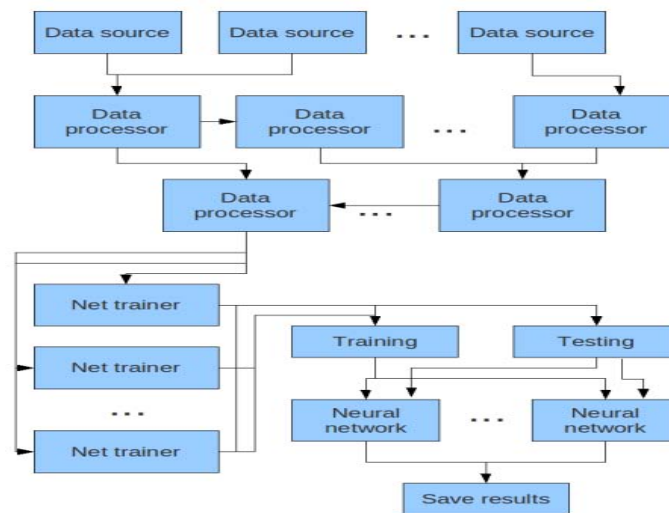 Data source
Data source
...
Data source
Data
processor
Data
processor
...
Data
processor
Data
processor
...
Data
processor
Net trainer
Net trainer
...
Net trainer
Training
Testing
Neural
network
...
Neural
network
Save results